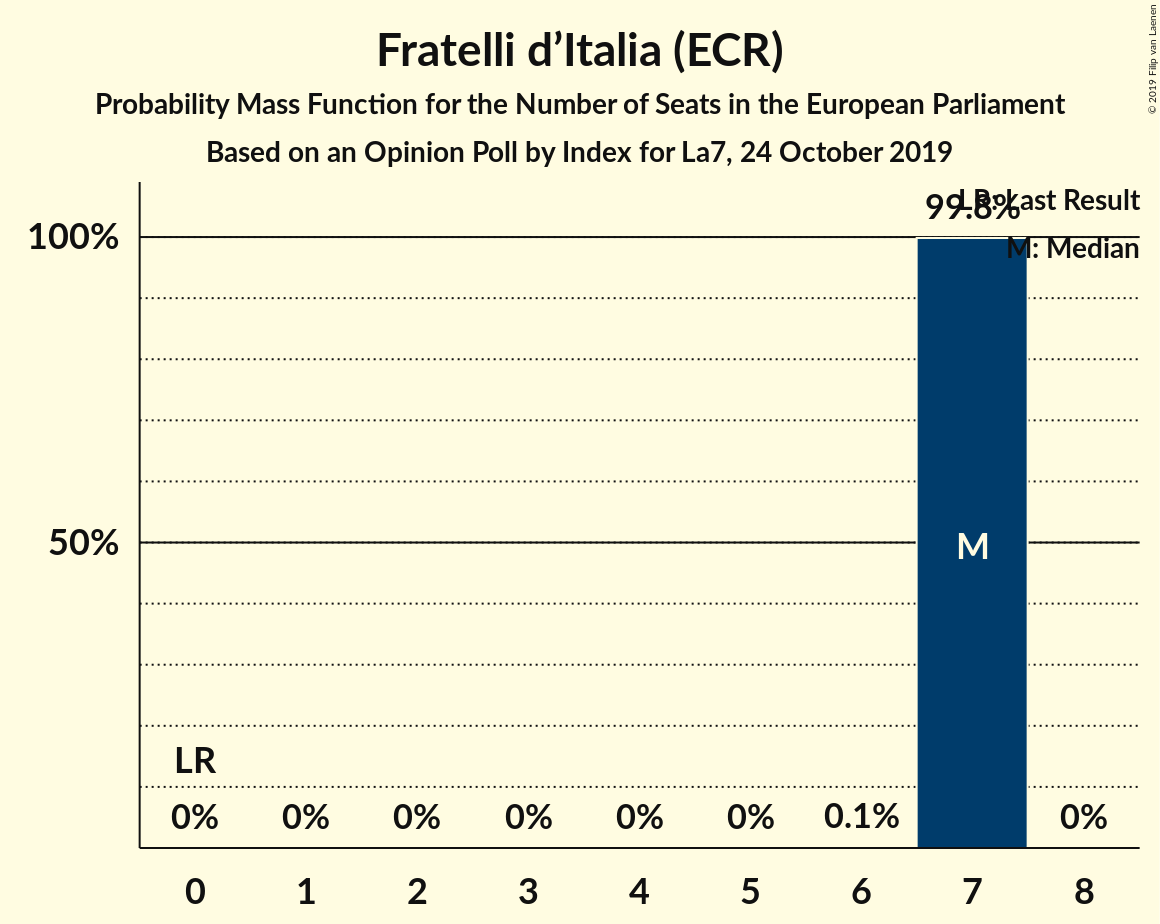 Fratelli d’Italia (ECR)
Probability Mass Function for the Number of Seats in the European Parliament
Based on an Opinion Poll by Index for La7, 24 October 2019
© 2019 Filip van Laenen
99.8%
LR: Last Result
M: Median
100%
50%
M
LR
0% 0% 0% 0% 0% 0% 0.1% 0%
0 1 2 3 4 5 6 7 8